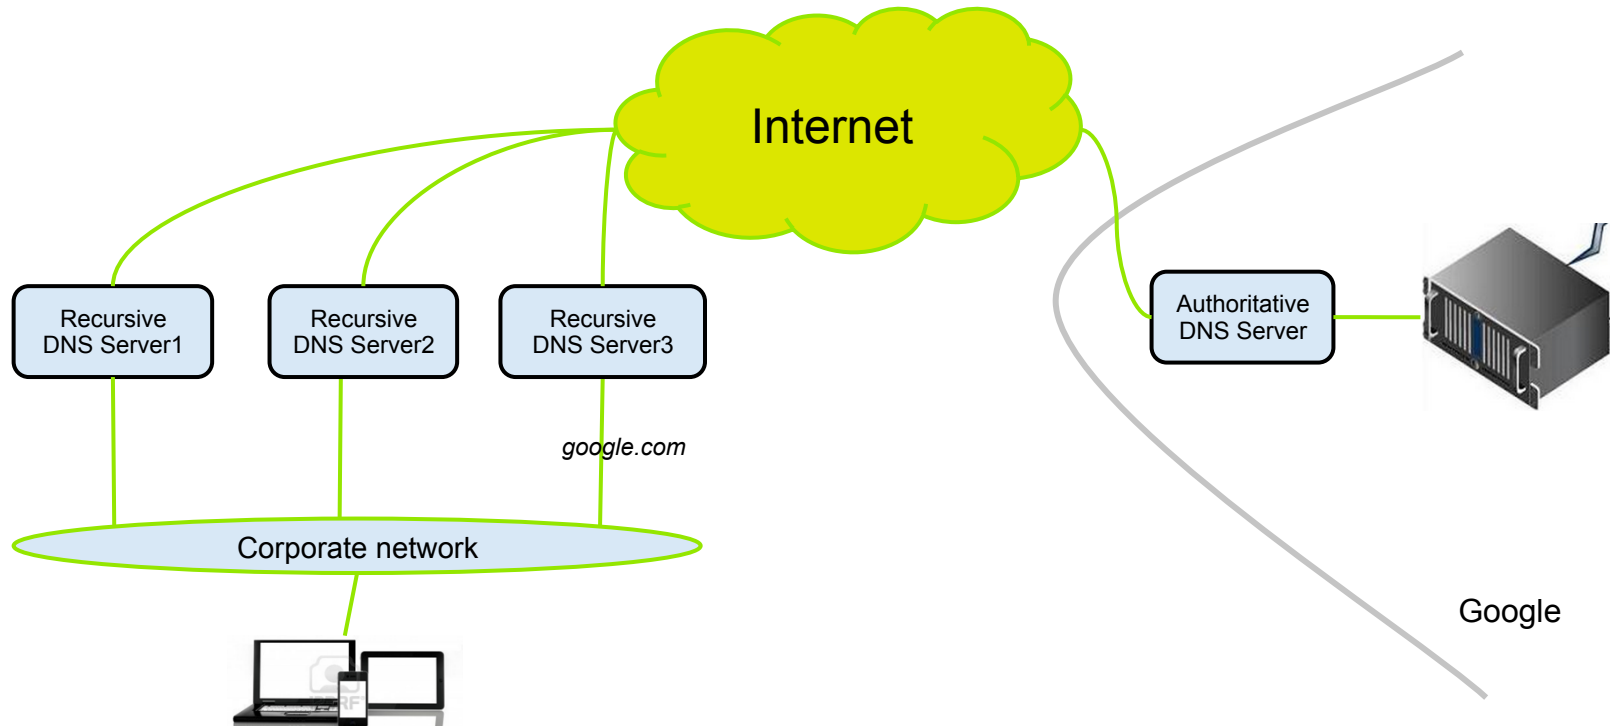 Internet
Recursive
DNS Server1
Recursive
DNS Server2
Recursive
DNS Server3
Authoritative
DNS Server
google.com
Corporate network
Google